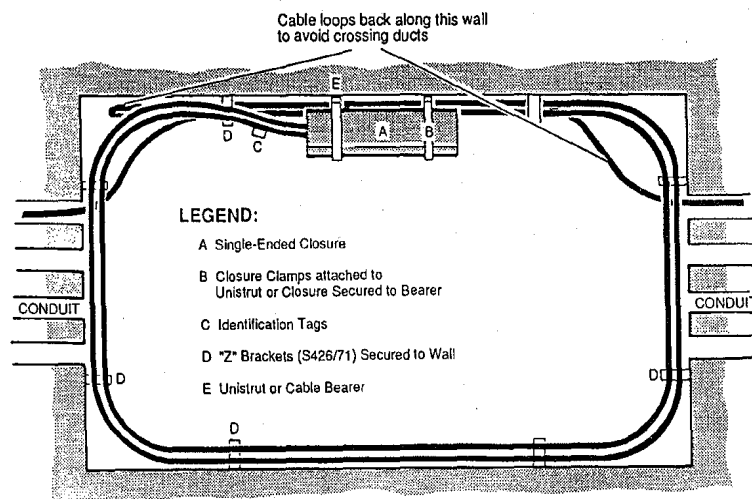 Cable loops back along this wall
to avoid crossing ducts
E
D
C
A
B
LEGEND:
A Single-Ended Closure
B Closure Clamps attached to
Unistrut or Closure Secured to Bearer
C Identification Tags
D "Z" Brackets (S426/71) Secured to Wall
E Unistrut or Cable Bearer
CONDUIT
CONDUIT
D
D
D